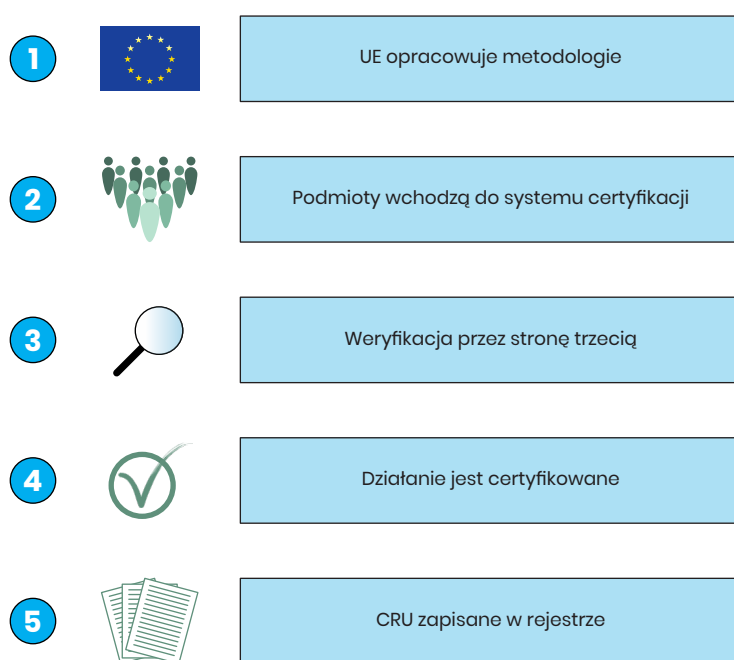 1
UE opracowuje metodologie
2
Podmioty wchodzą do systemu certyfikacji
3
Weryfikacja przez stronę trzecią
4
Działanie jest certyfikowane
5
CRU zapisane w rejestrze